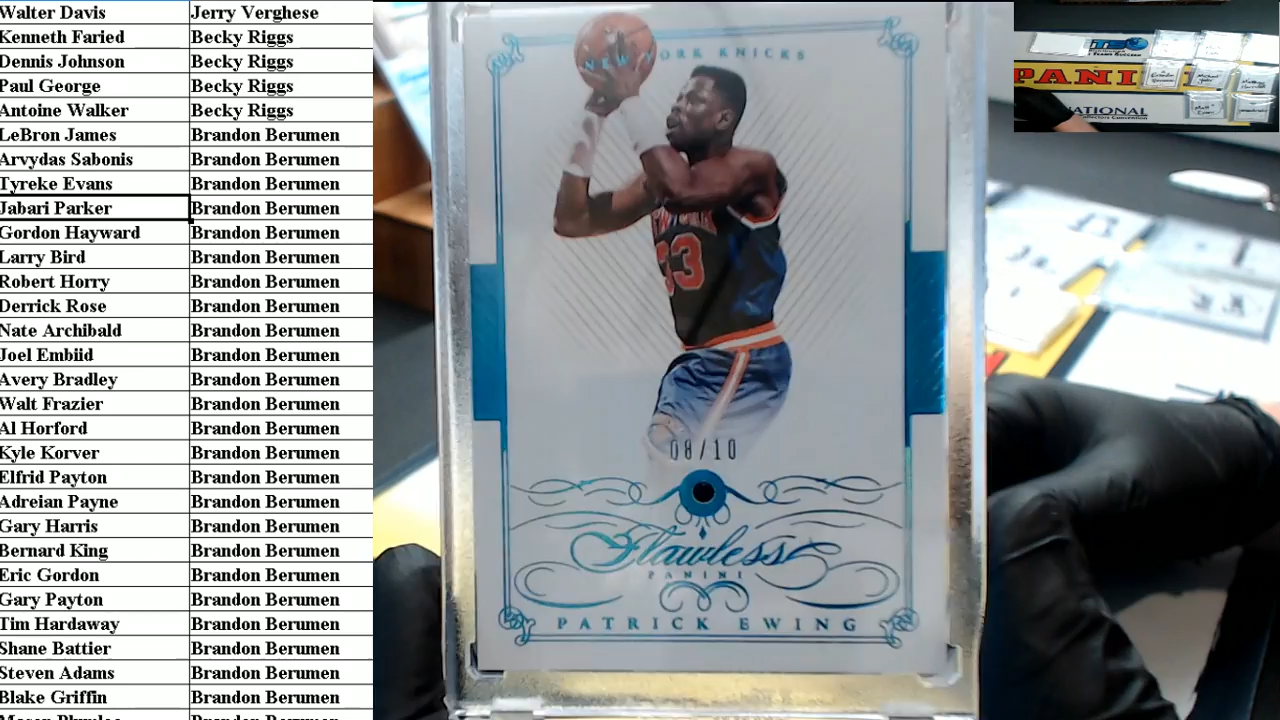 Walter Davis Jerry Verghese
Kenneth Faried Becky Riggs
Dennis Johnson Becky Riggs
Paul George Becky Riggs
Antoine Walker Becky Riggs
LeBron James Brandon Berumen
Arvydas Sabonis Brandon Berumen
Tyreke Evans Brandon Berumen
Jabari Parker Brandon Berumen
Gordon Hayward Brandon Berumen
Larry Bird Brandon Berumen
Robert Horry Brandon Berumen
Derrick Rose Brandon Berumen
Nate Archibald Brandon Berumen
Joel Embiid Brandon Berumen
Avery Bradley Brandon Berumen
Walt Frazier Brandon Berumen
Al Horford Brandon Berumen
Kyle Korver Brandon Berumen
Elfrid Payton Brandon Berumen
Adreian Payne Brandon Berumen
Gary Harris Brandon Berumen
Bernard King Brandon Berumen
Eric Gordon Brandon Berumen
Gary Payton Brandon Berumen
Tim Hardaway Brandon Berumen
Shane Battier Brandon Berumen
Steven Adams Brandon Berumen
Blake Griffin Brandon Berumen
NEW YORK KNICKS
33
08/10
Flawless
PANINI
PATRICK EWING
PANINI
NATIONAL